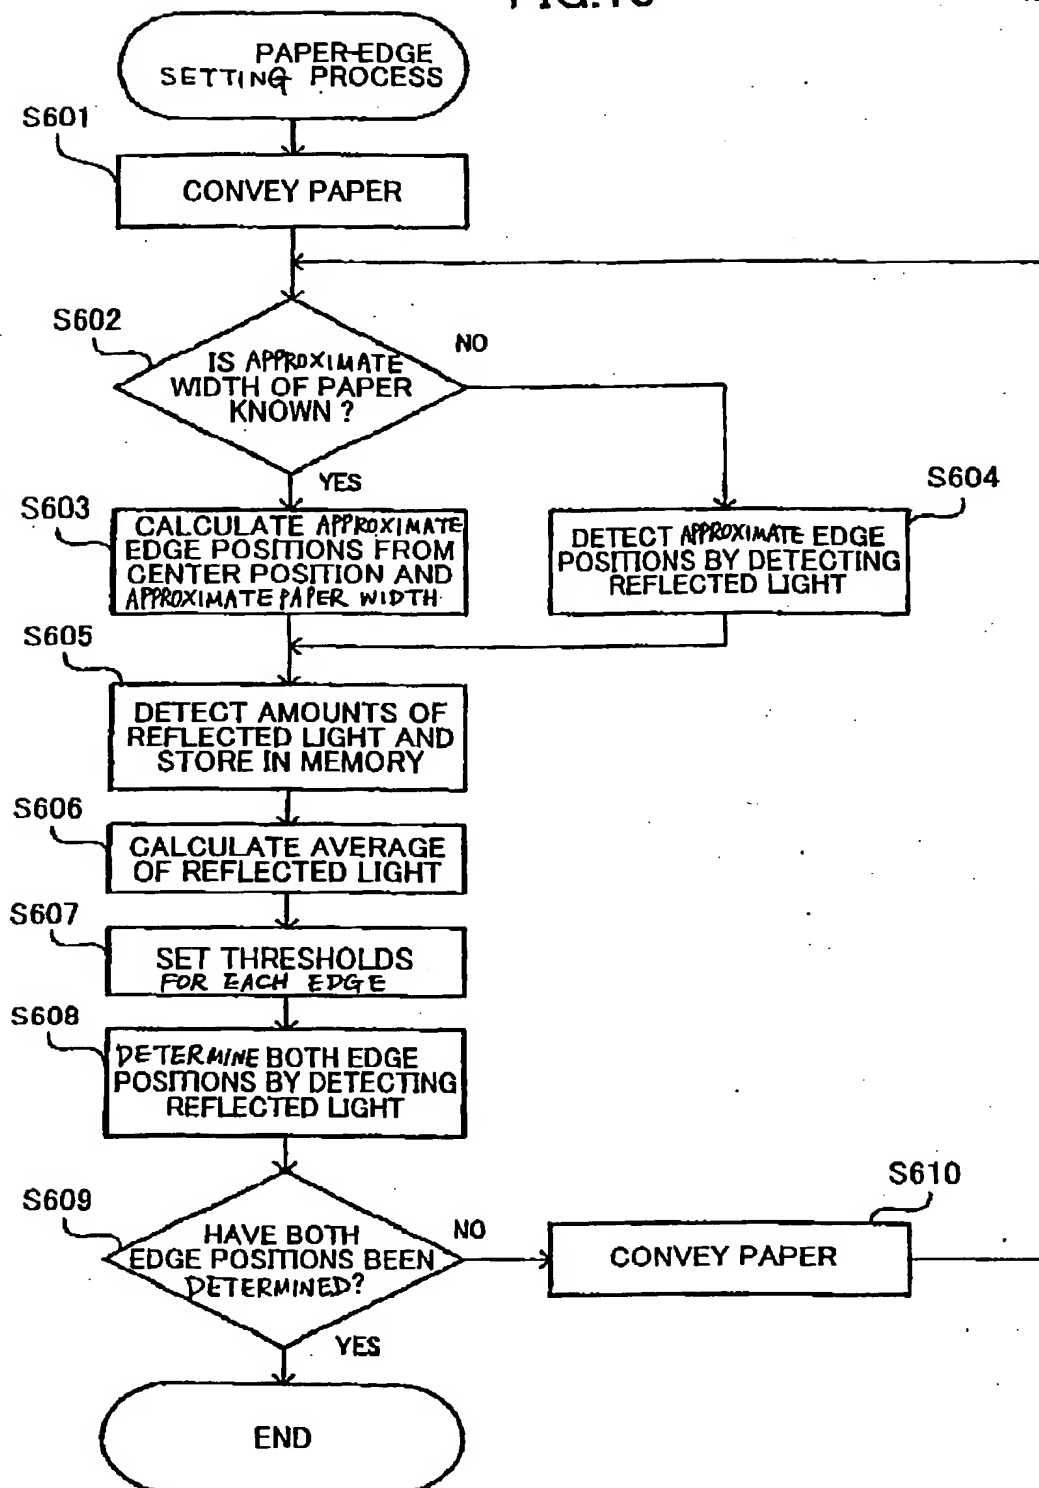 PAPER-EDGE
SETTING PROCESS
S601
CONVEY PAPER
S602
IS APPROXIMATE
WIDTH OF PAPER
KNOWN ?
NO
YES
S603
CALCULATE APPROXIMATE
EDGE POSITIONS FROM
CENTER POSITION AND
APPROXIMATE PAPER WIDTH
S604
DETECT APPROXIMATE EDGE
POSITIONS BY DETECTING
REFLECTED LIGHT
S605
DETECT AMOUNTS OF
REFLECTED LIGHT AND
STORE IN MEMORY
S606
CALCULATE AVERAGE
OF REFLECTED LIGHT
S607
SET THRESHOLDS
FOR EACH EDGE
S608
DETERMINE BOTH EDGE
POSITIONS BY DETECTING
REFLECTED LIGHT
S609
HAVE BOTH
EDGE POSITIONS BEEN
DETERMINED?
NO
S610
CONVEY PAPER
YES
END